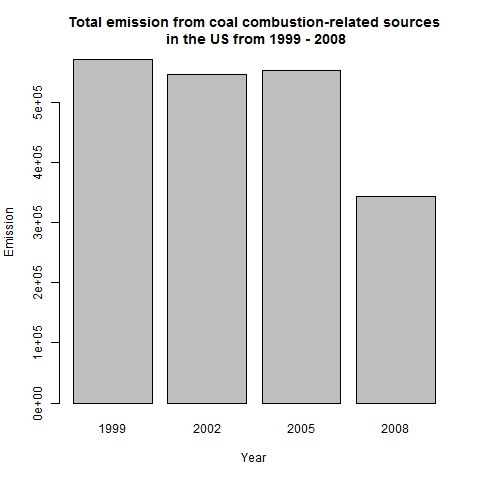 Total emission from coal combustion-related sources
in the US from 1999 - 2008
Emission
5e+05
4e+05
3e+05
2e+05
1e+05
0e+00
1999 2002 2005 2008
Year